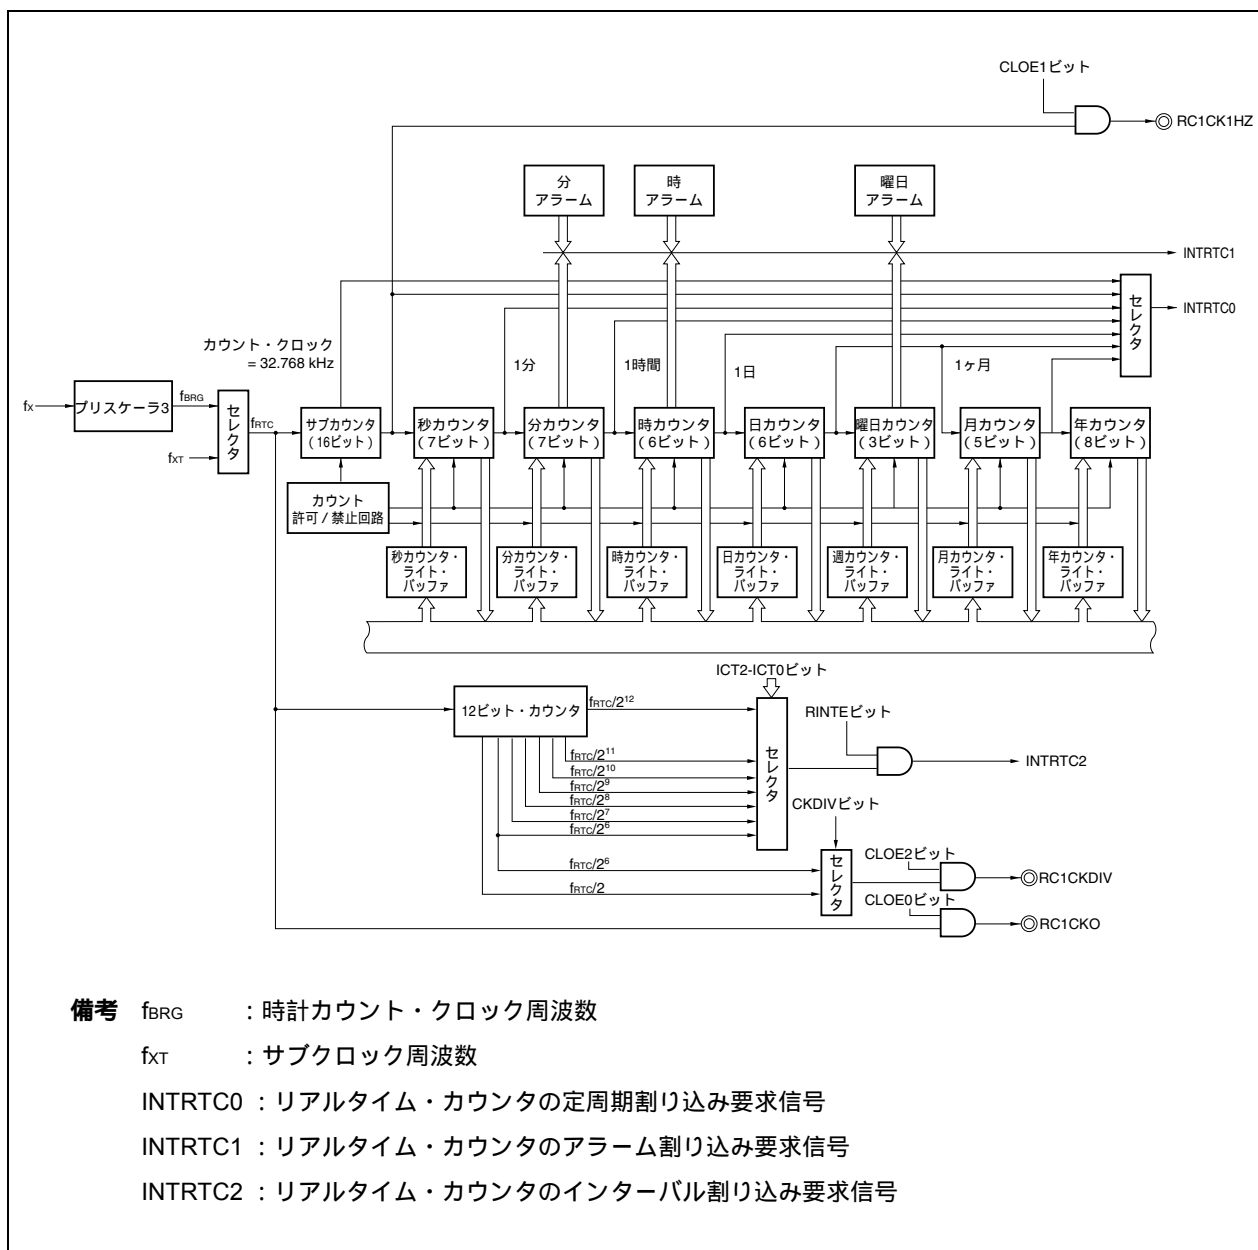 CLOE1ビット
RC1CK1HZ
分
アラーム
時
アラーム
曜日
アラーム
INTRTC1
セレクタ
INTRTC0
カウント・クロック
= 32.768 kHz
1分
1時間
1日
1ヶ月
fX
プリスケーラ3
fBRG
セレクタ
fRTC
fXT
サブカウンタ
(16ビット)
秒カウンタ
(7ビット)
分カウンタ
(7ビット)
時カウンタ
(6ビット)
日カウンタ
(6ビット)
曜日カウンタ
(3ビット)
月カウンタ
(5ビット)
年カウンタ
(8ビット)
カウント
許可 / 禁止回路
秒カウンタ・
ライト・
バッファ
分カウンタ・
ライト・
バッファ
時カウンタ・
ライト・
バッファ
日カウンタ・
ライト・
バッファ
週カウンタ・
ライト・
バッファ
月カウンタ・
ライト・
バッファ
年カウンタ・
ライト・
バッファ
ICT2-ICT0ビット
12ビット・カウンタ
fRTC/2¹²
fRTC/2¹¹
fRTC/2¹⁰
fRTC/2⁹
fRTC/2⁸
fRTC/2⁷
fRTC/2⁶
セレクタ
RINTEビット
INTRTC2
CKDIVビット
fRTC/2⁶
fRTC/2
セレクタ
CLOE2ビット
RC1CKDIV
CLOE0ビット
RC1CKO
備考 fBRG :時計カウント・クロック周波数
fXT :サブクロック周波数
INTRTC0 :リアルタイム・カウンタの定周期割り込み要求信号
INTRTC1 :リアルタイム・カウンタのアラーム割り込み要求信号
INTRTC2 :リアルタイム・カウンタのインターバル割り込み要求信号